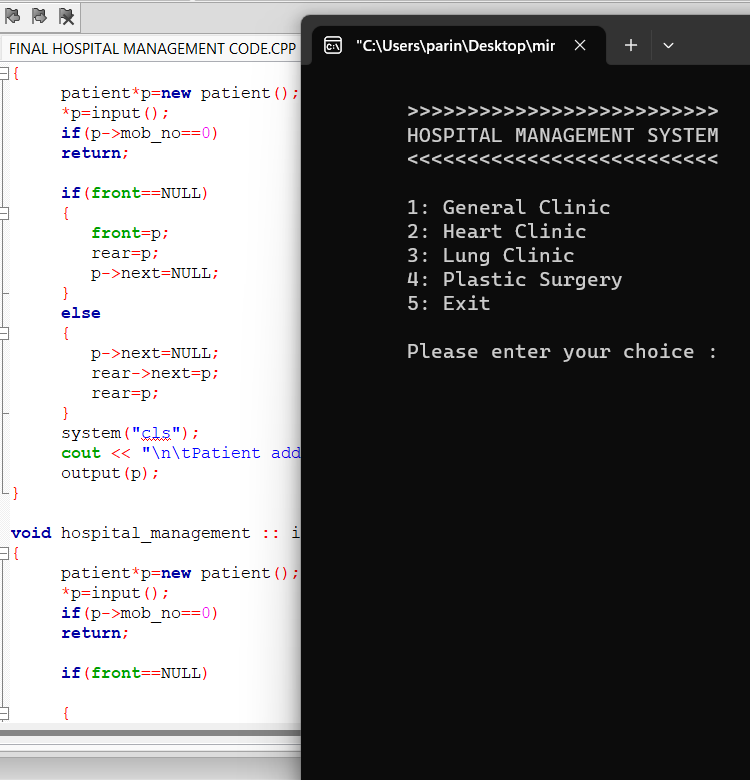 FINAL HOSPITAL MANAGEMENT CODE.CPP
{
patient*p=new patient();
*p=input();
if(p->mob_no==0)
return;
if(front==NULL)
{
front=p;
rear=p;
p->next=NULL;
}
else
{
p->next=NULL;
rear->next=p;
rear=p;
}
system("cls");
cout << "\n\tPatient add
output(p);
}
void hospital_management :: i
{
patient*p=new patient();
*p=input();
if(p->mob_no==0)
return;
if(front==NULL)
{
"C:\Users\parin\Desktop\mir
>>>>>>>>>>>>>>>>>>>>>>>>>>
HOSPITAL MANAGEMENT SYSTEM
<<<<<<<<<<<<<<<<<<<<<<<<<<
1: General Clinic
2: Heart Clinic
3: Lung Clinic
4: Plastic Surgery
5: Exit
Please enter your choice :